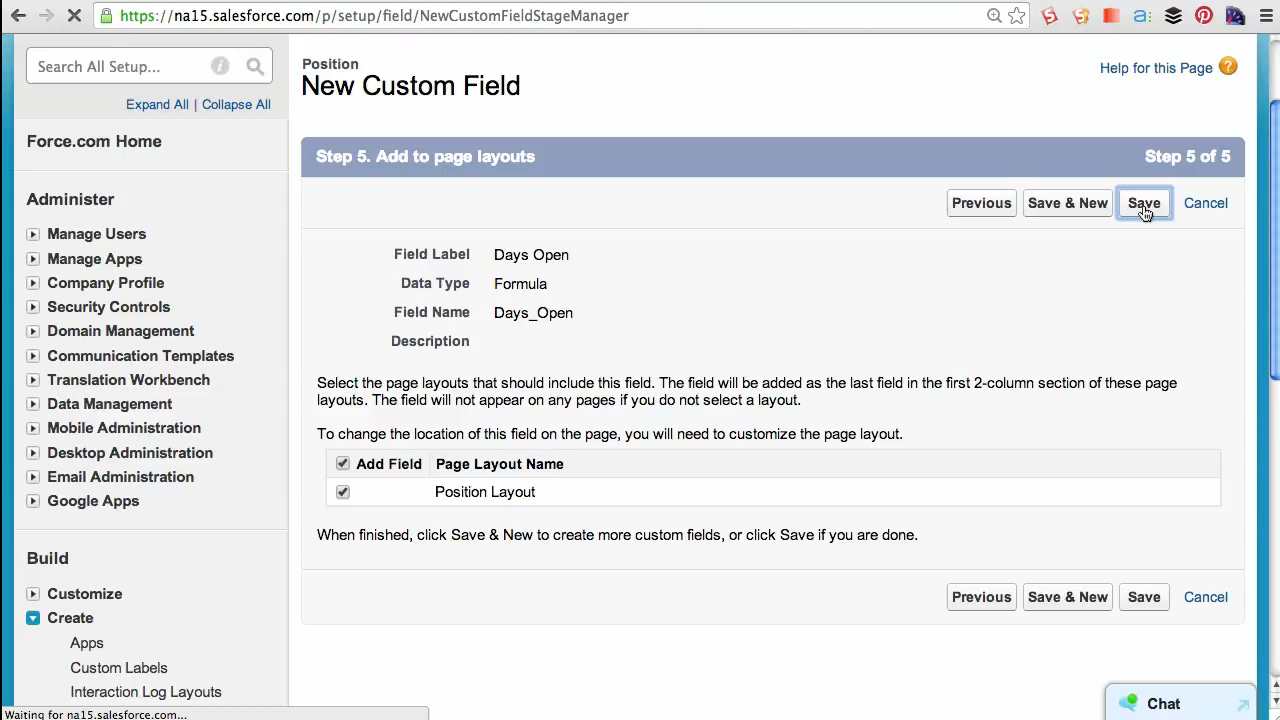 https://na15.salesforce.com/p/setup/field/NewCustomFieldStageManager
Search All Setup...
Expand All | Collapse All
Force.com Home
Administer
Manage Users
Manage Apps
Company Profile
Security Controls
Domain Management
Communication Templates
Translation Workbench
Data Management
Mobile Administration
Desktop Administration
Email Administration
Google Apps
Build
Customize
Create
Apps
Custom Labels
Interaction Log Layouts
Position
New Custom Field
Help for this Page ?
Step 5. Add to page layouts Step 5 of 5
Previous Save & New Save Cancel
Field Label Days Open
Data Type Formula
Field Name Days_Open
Description
Select the page layouts that should include this field. The field will be added as the last field in the first 2-column section of these page
layouts. The field will not appear on any pages if you do not select a layout.
To change the location of this field on the page, you will need to customize the page layout.
Add Field Page Layout Name
Position Layout
When finished, click Save & New to create more custom fields, or click Save if you are done.
Previous Save & New Save Cancel
Chat
Waiting for na15.salesforce.com...